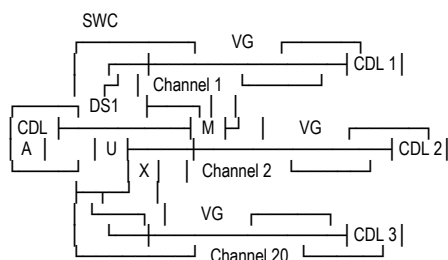 SWC
VG
CDL 1
Channel 1
DS1
CDL M VG
A U CDL 2
X Channel 2
VG
CDL 3
Channel 20